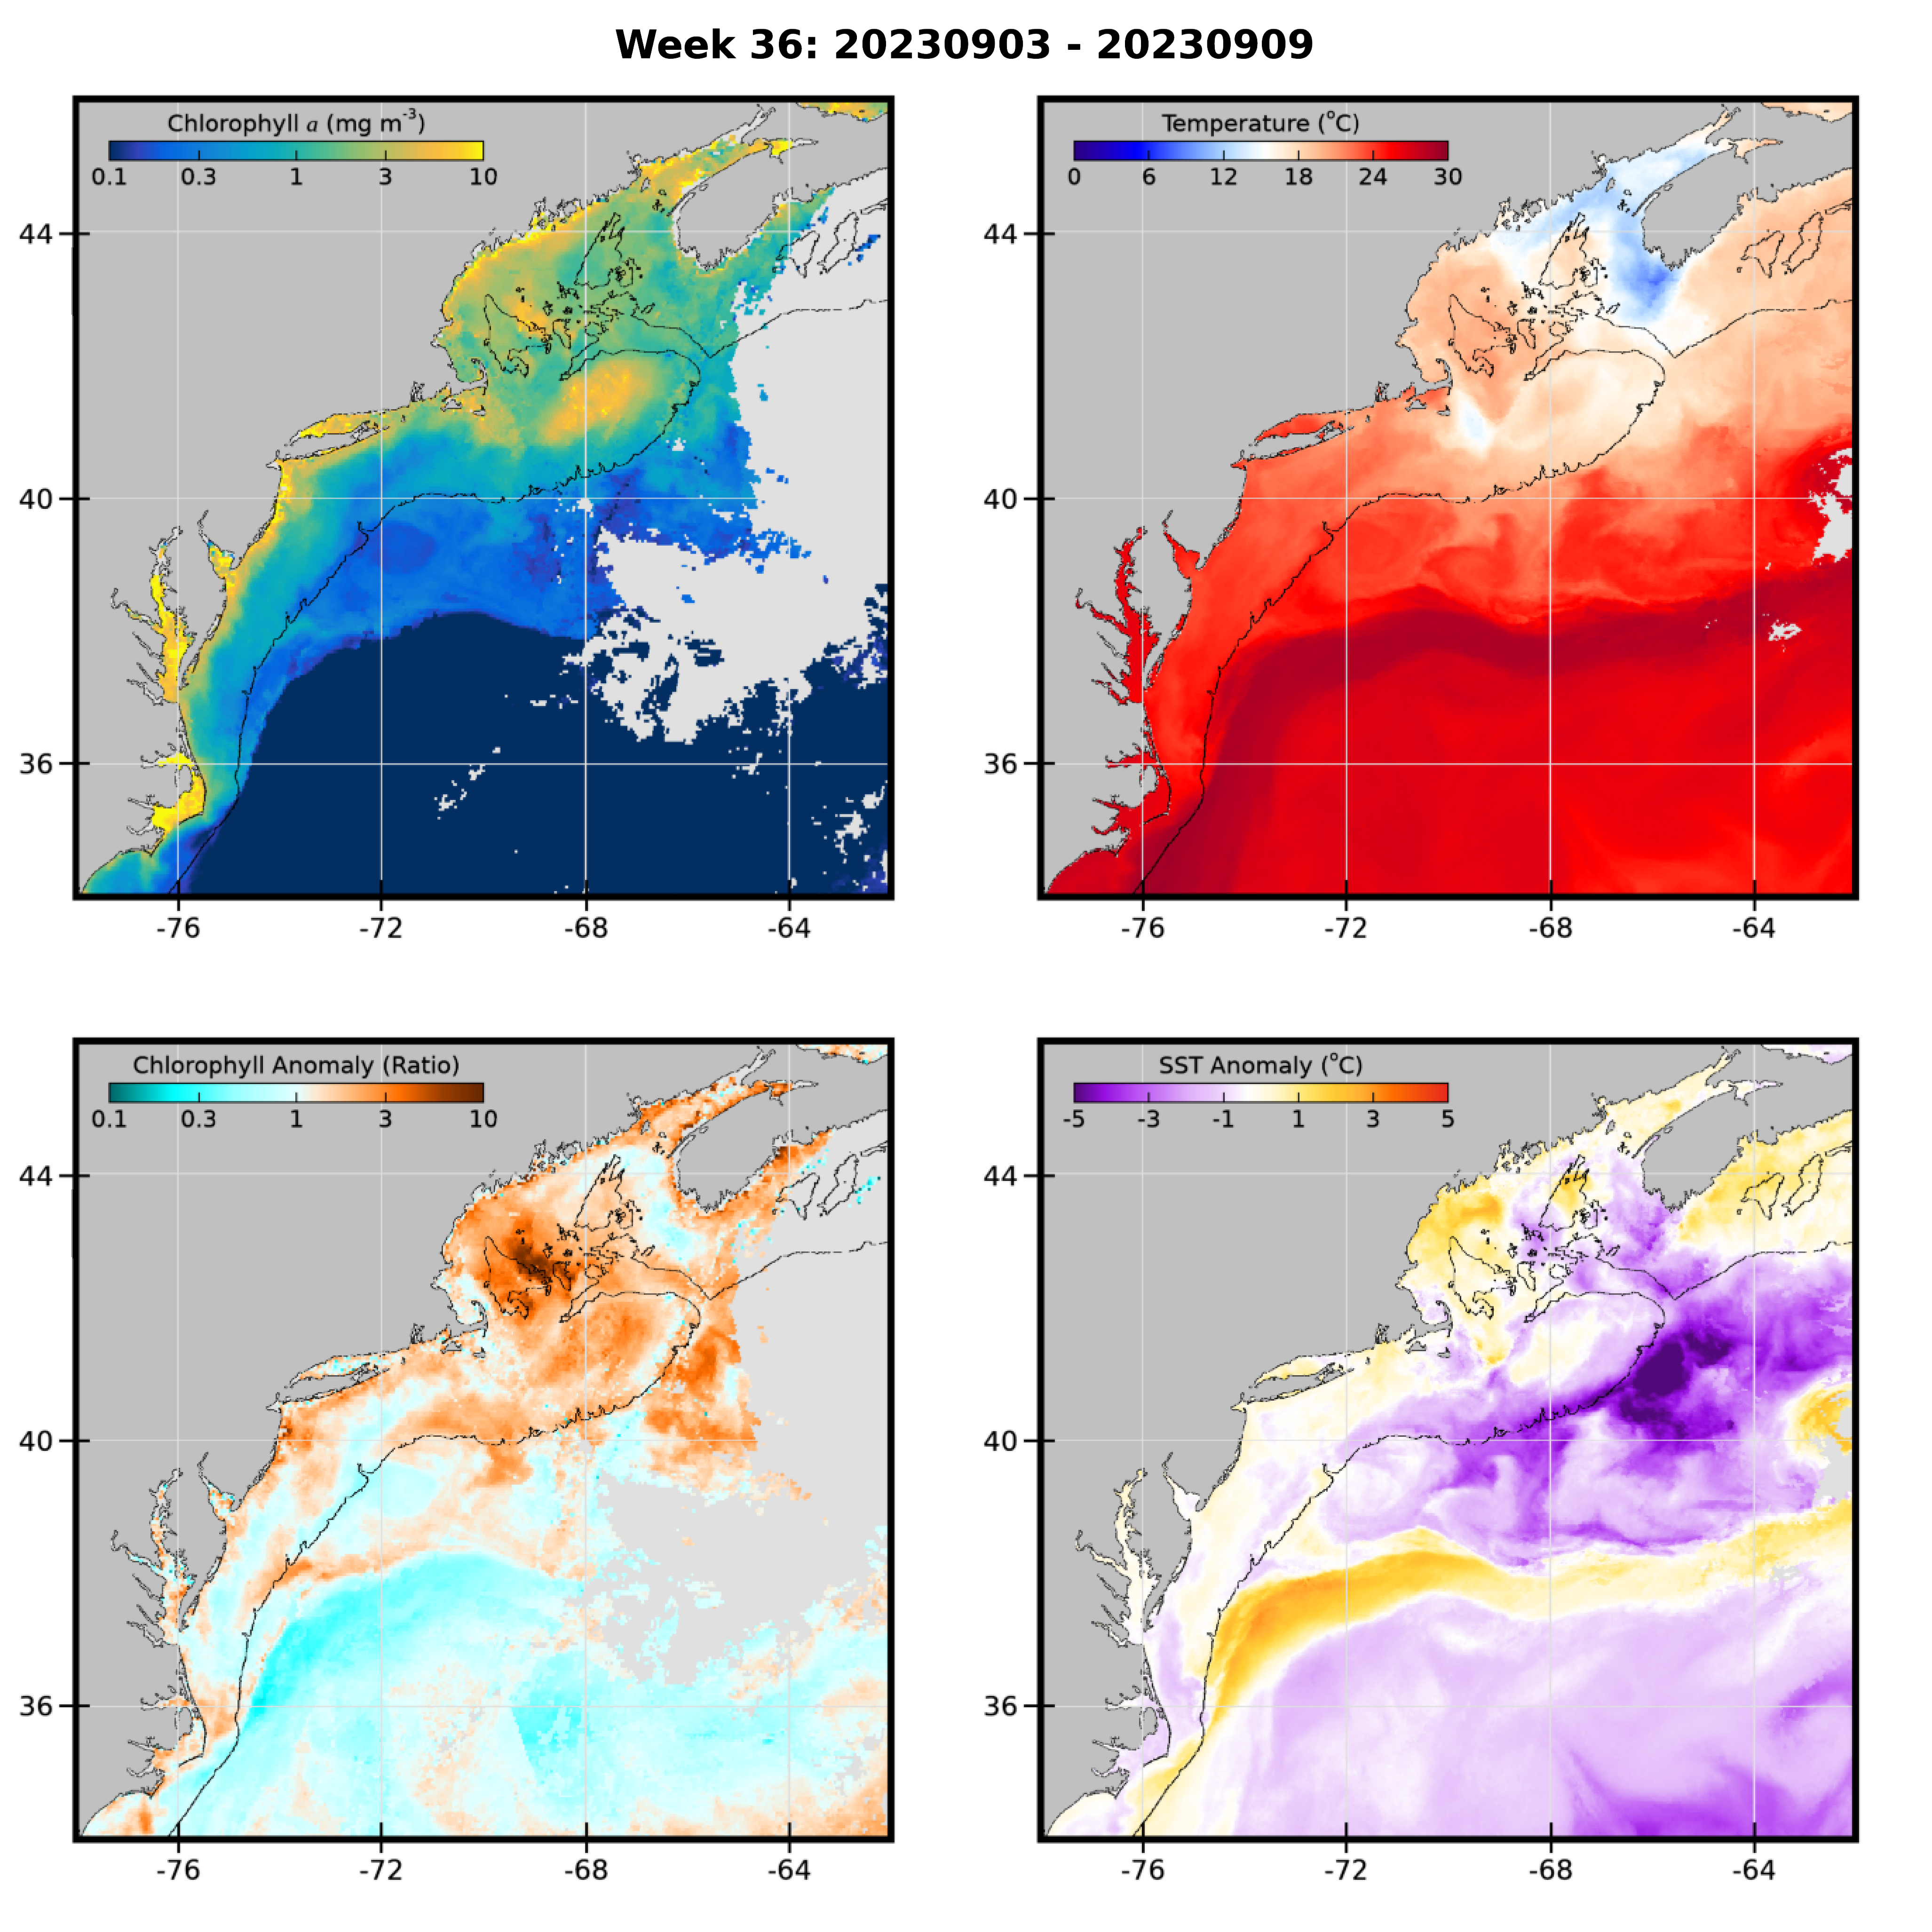 Week 36: 20230903 - 20230909
Chlorophyll a (mg m-3)
0.1 0.3 1 3 10
44
40
36
-76 -72 -68 -64
Temperature (oC)
0 6 12 18 24 30
44
40
36
-76 -72 -68 -64
Chlorophyll Anomaly (Ratio)
0.1 0.3 1 3 10
44
40
36
-76 -72 -68 -64
SST Anomaly (oC)
-5 -3 -1 1 3 5
44
40
36
-76 -72 -68 -64